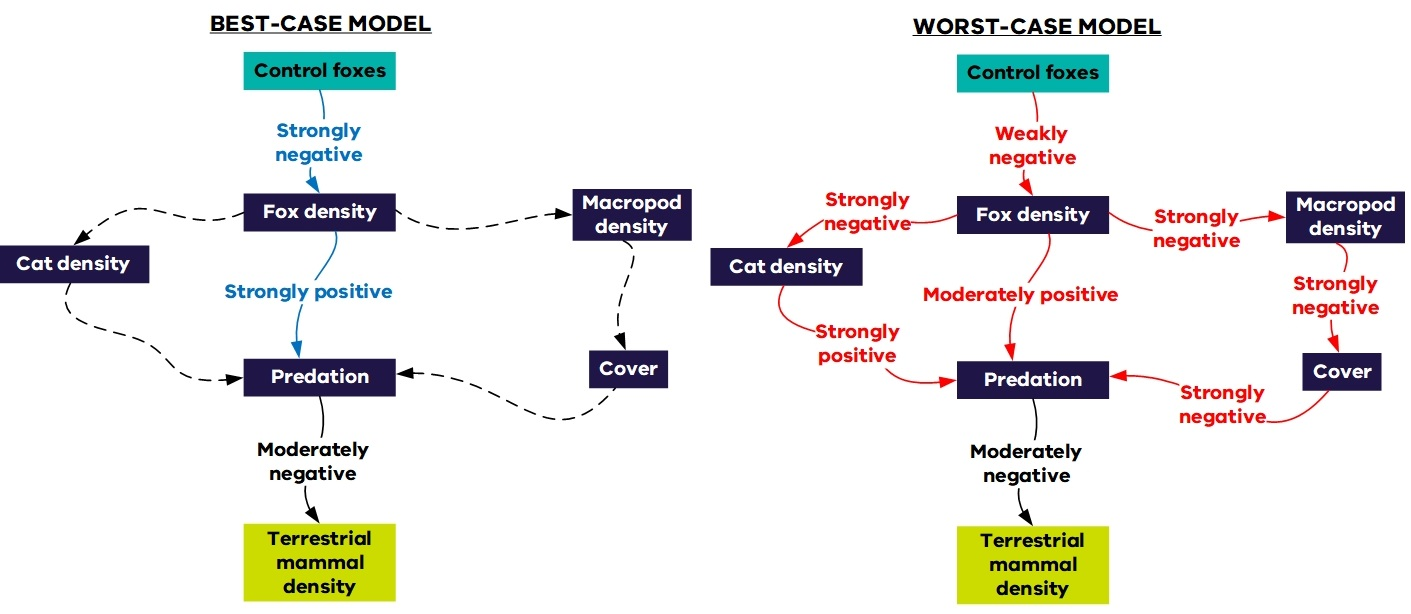 BEST-CASE MODEL
Control foxes
Strongly
negative
Fox density
Macropod
density
Cat density
Strongly positive
Cover
Predation
Moderately
negative
Terrestrial
mammal
density
WORST-CASE MODEL
Control foxes
Weakly
negative
Strongly
negative
Fox density
Strongly
negative
Macropod
density
Cat density
Moderately positive
Strongly
negative
Strongly
positive
Predation
Cover
Strongly
negative
Moderately
negative
Terrestrial
mammal
density